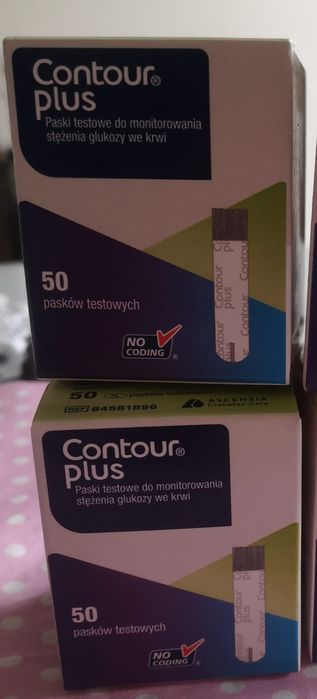 Contour®
plus
Paski testowe do monitorowania
stężenia glukozy we krwi
50
pasków testowych
NO
CODING®
Contour
plus
50
REF 84581896
ASCENSIA
Diabetes Care
Contour®
plus
Paski testowe do monitorowania
stężenia glukozy we krwi
50
pasków testowych
NO
CODING®
Contour
plus